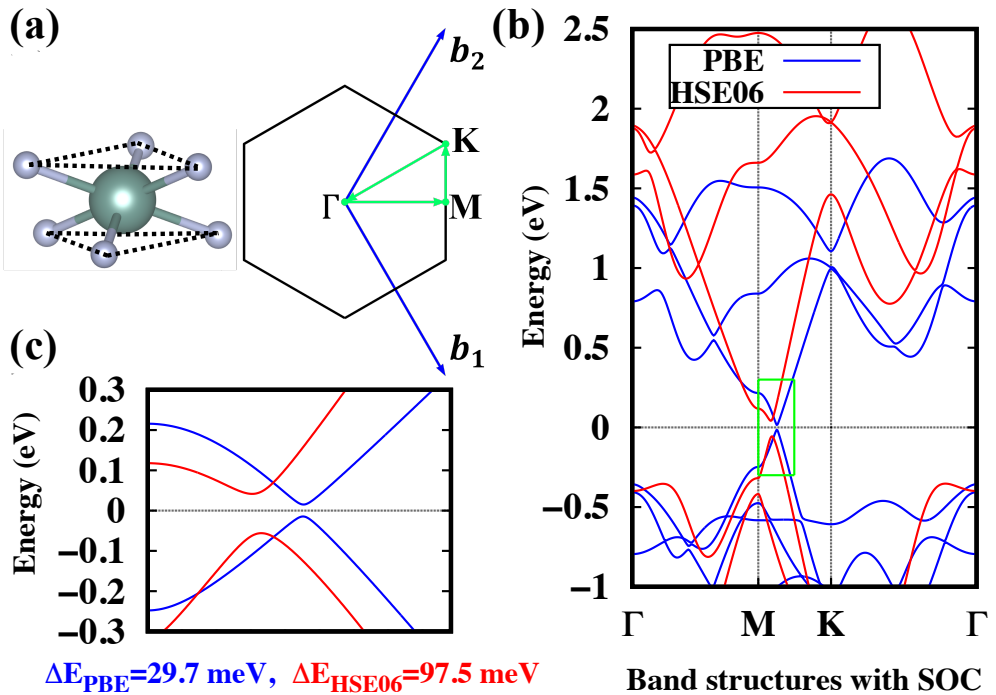 (a)
b2
K
Γ
M
b1
(b)
2.5
2
1.5
1
0.5
0
−0.5
−1
Energy (eV)
PBE
HSE06
Γ
M
K
Γ
Band structures with SOC
(c)
0.3
0.2
0.1
0
−0.1
−0.2
−0.3
Energy (eV)
ΔEPBE=29.7 meV, ΔEHSE06=97.5 meV